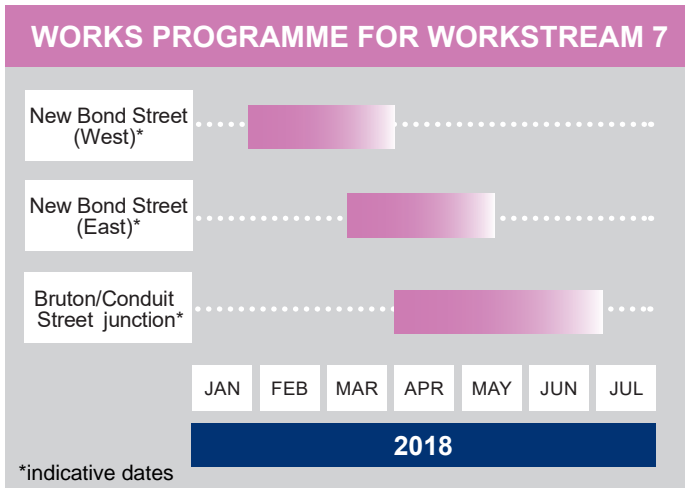 WORKS PROGRAMME FOR WORKSTREAM 7
New Bond Street
(West)*
New Bond Street
(East)*
Bruton/Conduit
Street junction*
JAN FEB MAR APR MAY JUN JUL
2018
*indicative dates